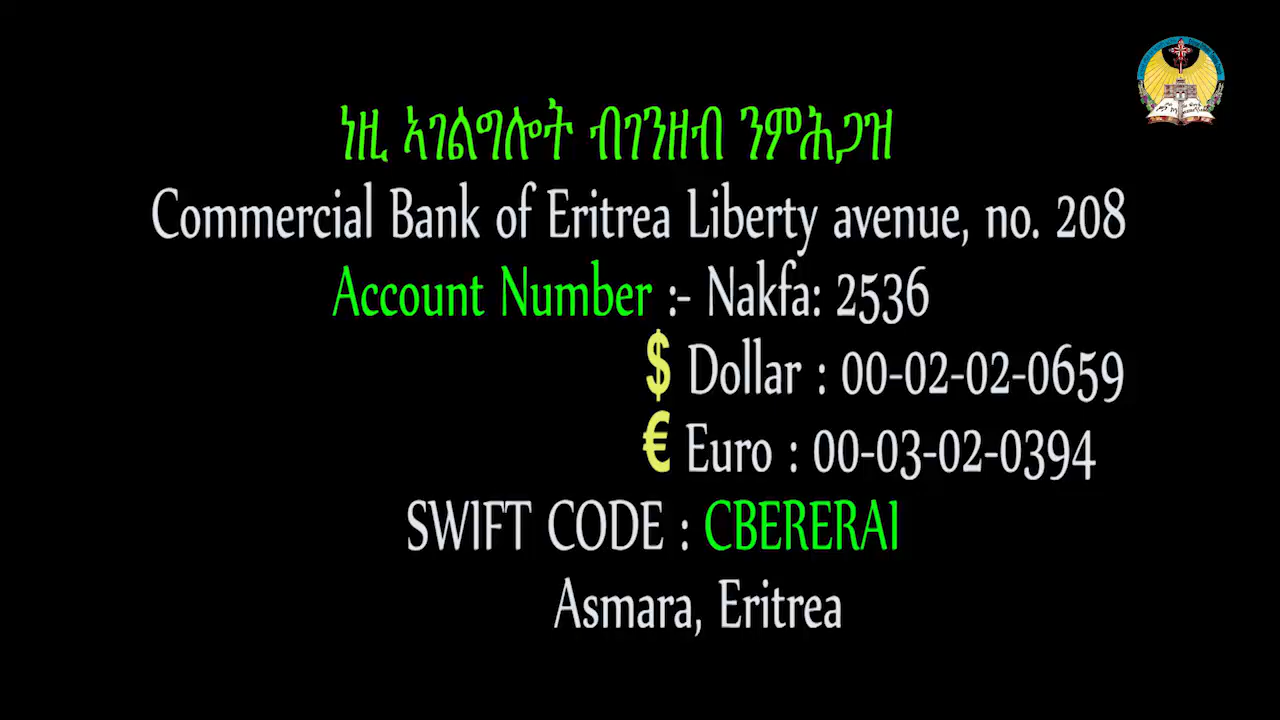 ነዚ ኣገልግሎት ብገንዘብ ንምሕጋዝ
Commercial Bank of Eritrea Liberty avenue, no. 208
Account Number :- Nakfa: 2536
$ Dollar : 00-02-02-0659
€ Euro : 00-03-02-0394
SWIFT CODE : CBERERAI
Asmara, Eritrea